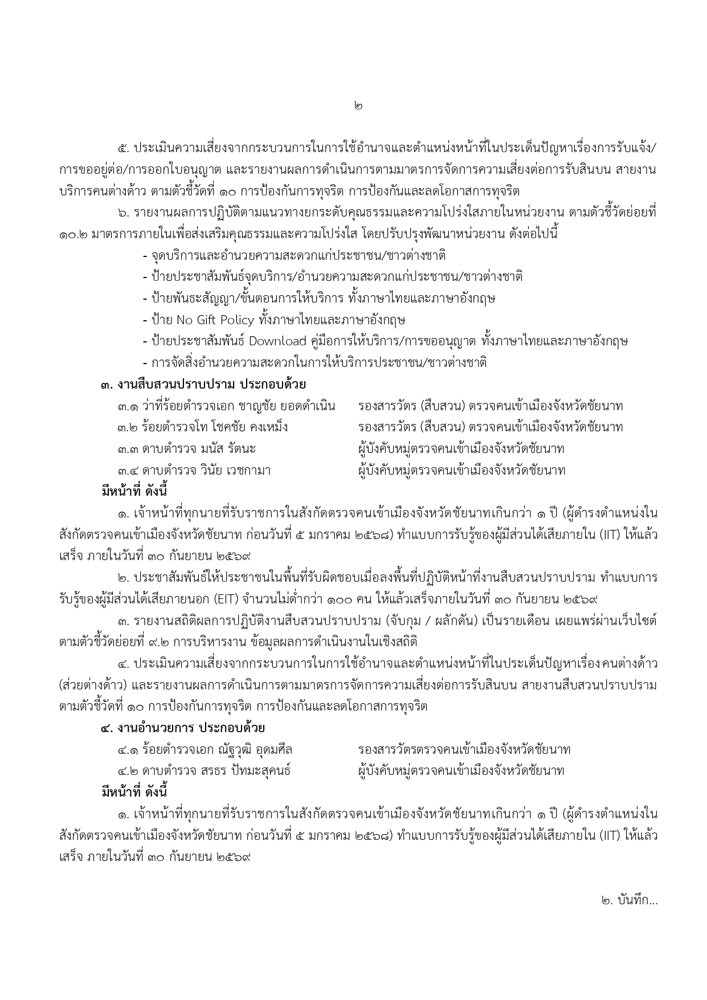 ๒
๕. ประเมินความเสี่ยงจากกระบวนการในการใช้อำนาจและตำแหน่งหน้าที่ในประเด็นปัญหาเรื่องการรับแจ้ง/
การขออยู่ต่อ/การออกใบอนุญาต และรายงานผลการดำเนินการตามมาตรการจัดการความเสี่ยงต่อการรับสินบน สายงาน
บริการคนต่างด้าว ตามตัวชี้วัดที่ ๑๐ การป้องกันการทุจริต การป้องกันและลดโอกาสการทุจริต
๖. รายงานผลการปฏิบัติตามแนวทางยกระดับคุณธรรมและความโปร่งใสภายในหน่วยงาน ตามตัวชี้วัดย่อยที่
๑๐.๒ มาตรการภายในเพื่อส่งเสริมคุณธรรมและความโปร่งใส โดยปรับปรุงพัฒนาหน่วยงาน ดังต่อไปนี้
- จุดบริการและอำนวยความสะดวกแก่ประชาชน/ชาวต่างชาติ
- ป้ายประชาสัมพันธ์จุดบริการ/อำนวยความสะดวกแก่ประชาชน/ชาวต่างชาติ
- ป้ายพันธะสัญญา/ขั้นตอนการให้บริการ ทั้งภาษาไทยและภาษาอังกฤษ
- ป้าย No Gift Policy ทั้งภาษาไทยและภาษาอังกฤษ
- ป้ายประชาสัมพันธ์ Download คู่มือการให้บริการ/การขออนุญาต ทั้งภาษาไทยและภาษาอังกฤษ
- การจัดสิ่งอำนวยความสะดวกในการให้บริการประชาชน/ชาวต่างชาติ
๓. งานสืบสวนปราบปราม ประกอบด้วย
๓.๑ ว่าที่ร้อยตำรวจเอก ชาญชัย ยอดดำเนิน รองสารวัตร (สืบสวน) ตรวจคนเข้าเมืองจังหวัดชัยนาท
๓.๒ ร้อยตำรวจโท โชคชัย คงเหม็ง รองสารวัตร (สืบสวน) ตรวจคนเข้าเมืองจังหวัดชัยนาท
๓.๓ ดาบตำรวจ มนัส รัตนะ ผู้บังคับหมู่ตรวจคนเข้าเมืองจังหวัดชัยนาท
๓.๔ ดาบตำรวจ วินัย เวชกามา ผู้บังคับหมู่ตรวจคนเข้าเมืองจังหวัดชัยนาท
มีหน้าที่ ดังนี้
๑. เจ้าหน้าที่ทุกนายที่รับราชการในสังกัดตรวจคนเข้าเมืองจังหวัดชัยนาทเกินกว่า ๑ ปี (ผู้ดำรงตำแหน่งใน
สังกัดตรวจคนเข้าเมืองจังหวัดชัยนาท ก่อนวันที่ ๕ มกราคม ๒๕๖๘) ทำแบบการรับรู้ของผู้มีส่วนได้เสียภายใน (IIT) ให้แล้ว
เสร็จ ภายในวันที่ ๓๐ กันยายน ๒๕๖๙
๒. ประชาสัมพันธ์ให้ประชาชนในพื้นที่รับผิดชอบเมื่อลงพื้นที่ปฏิบัติหน้าที่งานสืบสวนปราบปราม ทำแบบการ
รับรู้ของผู้มีส่วนได้เสียภายนอก (EIT) จำนวนไม่ต่ำกว่า ๑๐๐ คน ให้แล้วเสร็จภายในวันที่ ๓๐ กันยายน ๒๕๖๙
๓. รายงานสถิติผลการปฏิบัติงานสืบสวนปราบปราม (จับกุม / ผลักดัน) เป็นรายเดือน เผยแพร่ผ่านเว็บไซต์
ตามตัวชี้วัดย่อยที่ ๙.๒ การบริหารงาน ข้อมูลผลการดำเนินงานในเชิงสถิติ
๔. ประเมินความเสี่ยงจากกระบวนการในการใช้อำนาจและตำแหน่งหน้าที่ในประเด็นปัญหาเรื่องคนต่างด้าว
(ส่วยต่างด้าว) และรายงานผลการดำเนินการตามมาตรการจัดการความเสี่ยงต่อการรับสินบน สายงานสืบสวนปราบปราม
ตามตัวชี้วัดที่ ๑๐ การป้องกันการทุจริต การป้องกันและลดโอกาสการทุจริต
๔. งานอำนวยการ ประกอบด้วย
๔.๑ ร้อยตำรวจเอก ณัฐวุฒิ อุดมศีล รองสารวัตรตรวจคนเข้าเมืองจังหวัดชัยนาท
๔.๒ ดาบตำรวจ สรธร ปัทมะสุคนธ์ ผู้บังคับหมู่ตรวจคนเข้าเมืองจังหวัดชัยนาท
มีหน้าที่ ดังนี้
๑. เจ้าหน้าที่ทุกนายที่รับราชการในสังกัดตรวจคนเข้าเมืองจังหวัดชัยนาทเกินกว่า ๑ ปี (ผู้ดำรงตำแหน่งใน
สังกัดตรวจคนเข้าเมืองจังหวัดชัยนาท ก่อนวันที่ ๕ มกราคม ๒๕๖๘) ทำแบบการรับรู้ของผู้มีส่วนได้เสียภายใน (IIT) ให้แล้ว
เสร็จ ภายในวันที่ ๓๐ กันยายน ๒๕๖๙
๒. บันทึก...